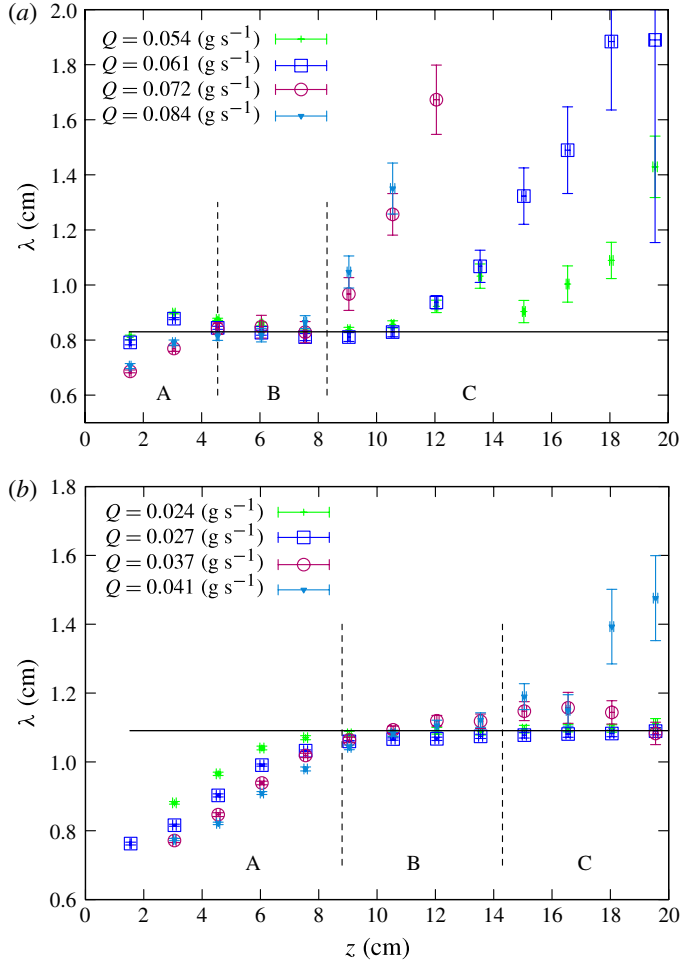 (a)
2.0
1.8
1.6
1.4
1.2
1.0
0.8
0.6
λ (cm)
Q = 0.054 (g s⁻¹)
Q = 0.061 (g s⁻¹)
Q = 0.072 (g s⁻¹)
Q = 0.084 (g s⁻¹)
A B C
0 2 4 6 8 10 12 14 16 18 20
(b)
1.8
1.6
1.4
1.2
1.0
0.8
0.6
λ (cm)
Q = 0.024 (g s⁻¹)
Q = 0.027 (g s⁻¹)
Q = 0.037 (g s⁻¹)
Q = 0.041 (g s⁻¹)
A B C
0 2 4 6 8 10 12 14 16 18 20
z (cm)